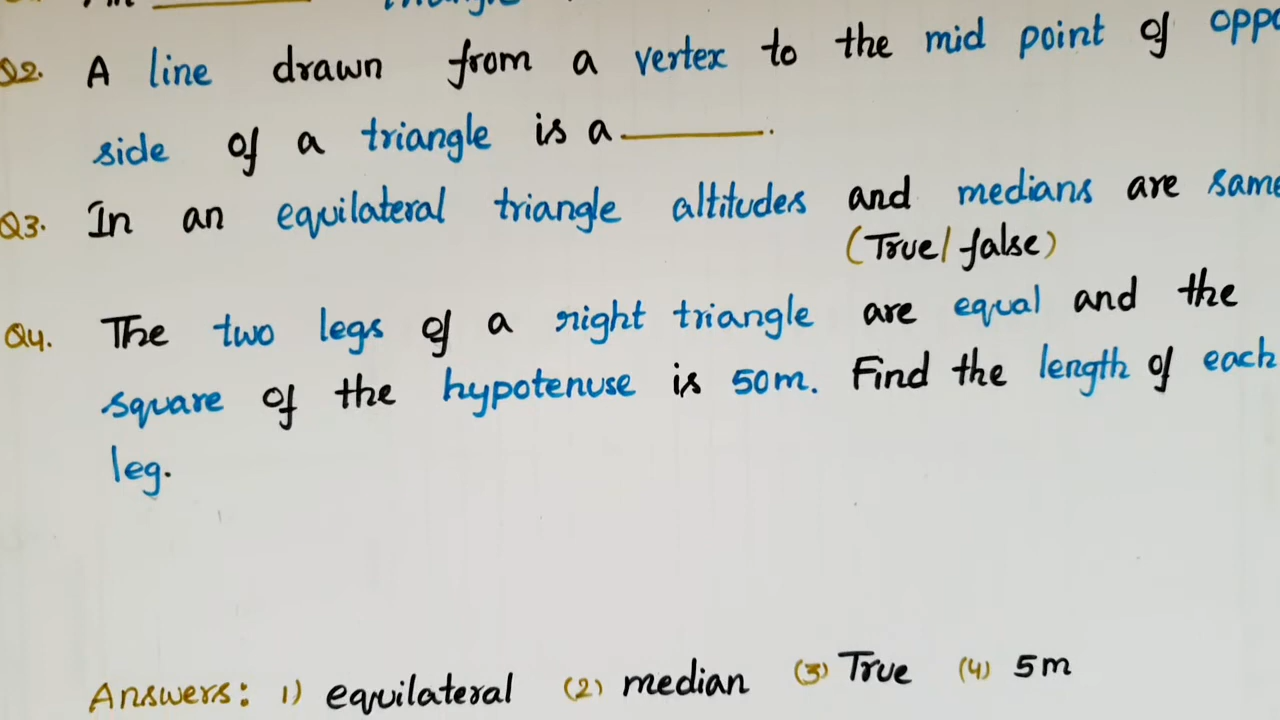 Q2. A line drawn from a vertex to the mid point of
side of a triangle is a ______.
Q3. In an equilateral triangle altitudes and medians are same
(True/false)
Q4. The two legs of a right triangle are equal and the
square of the hypotenuse is 50m. Find the length of each
leg.
Answers: 1) equilateral (2) median (3) True (4) 5m